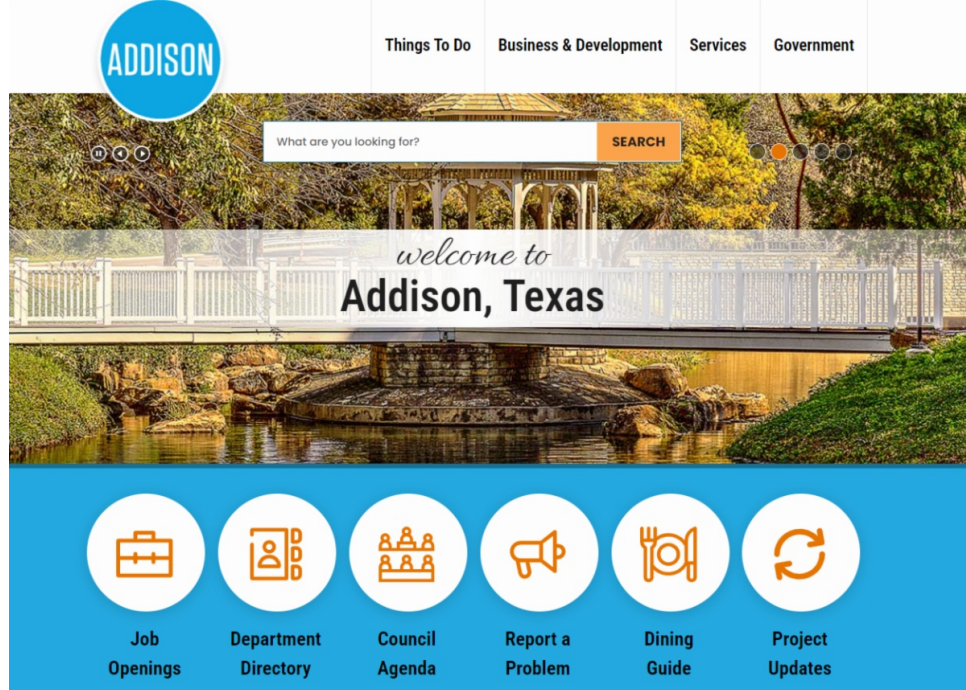 ADDISON
Things To Do
Business & Development
Services
Government
What are you looking for?
SEARCH
welcome to
Addison, Texas
Job
Openings
Department
Directory
Council
Agenda
Report a
Problem
Dining
Guide
Project
Updates